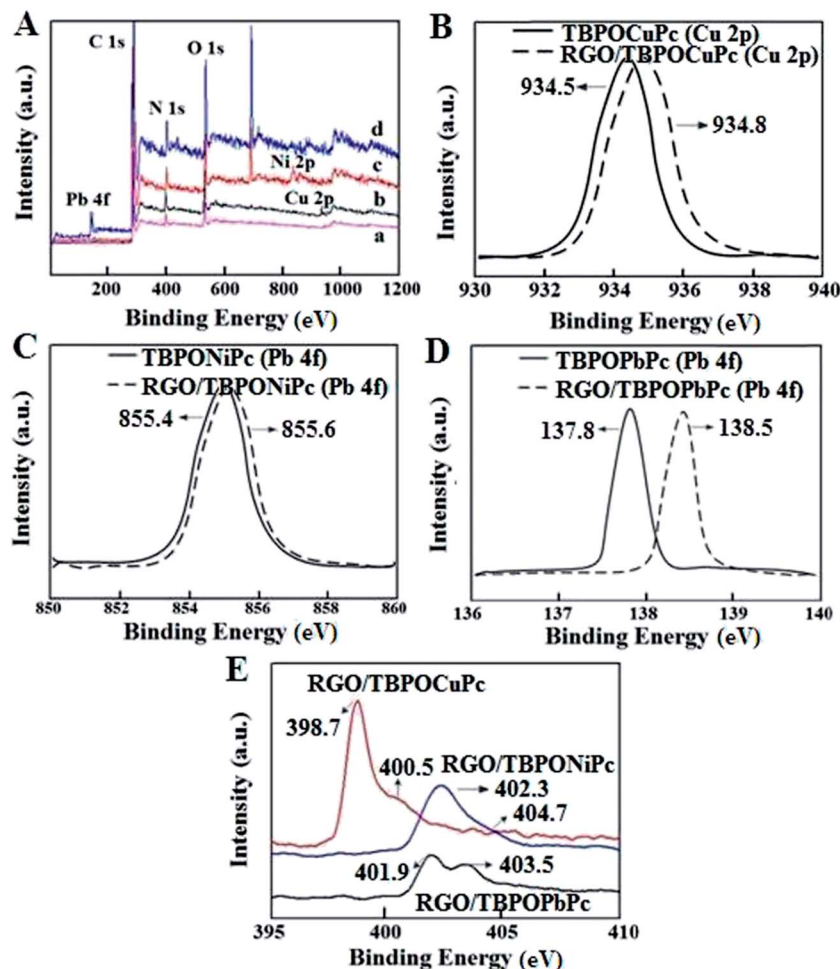 A
C 1s
O 1s
N 1s
d
Ni 2p
c
Pb 4f
Cu 2p
b
a
Intensity (a.u.)
200 400 600 800 1000 1200
Binding Energy (eV)
B
TBPOCuPc (Cu 2p)
RGO/TBPOCuPc (Cu 2p)
934.5
934.8
Intensity (a.u.)
930 932 934 936 938 940
Binding Energy (eV)
C
TBPONiPc (Pb 4f)
RGO/TBPONiPc (Pb 4f)
855.4
855.6
Intensity (a.u.)
850 852 854 856 858 860
Binding Energy (eV)
D
TBPOPbPc (Pb 4f)
RGO/TBPOPbPc (Pb 4f)
137.8
138.5
Intensity (a.u.)
136 137 138 139 140
Binding Energy (eV)
E
RGO/TBPOCuPc
398.7
400.5
RGO/TBPONiPc
402.3
404.7
401.9
403.5
RGO/TBPOPbPc
Intensity (a.u.)
395 400 405 410
Binding Energy (eV)